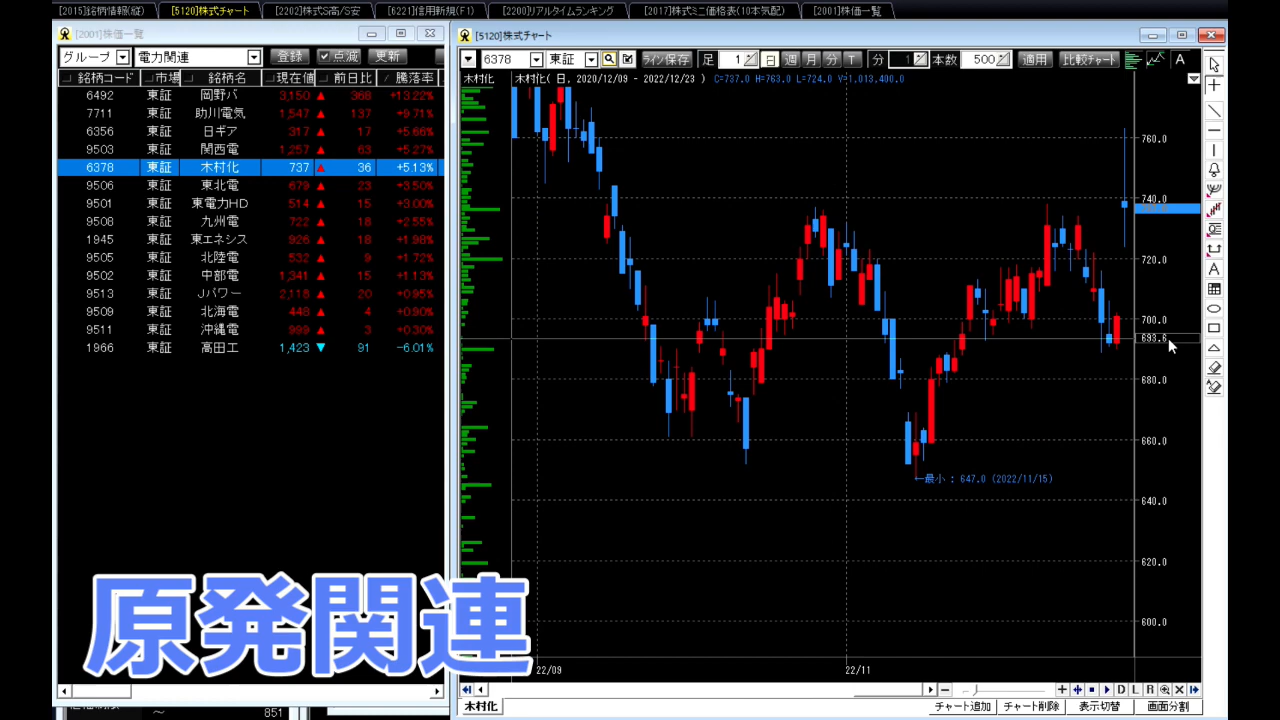 [2015]銘柄情報(縦) [5120]株式チャート [2202]株式S高/S安 [6221]信用新規(F1) [2200]リアルタイムランキング [2017]株式ミニ価格表(10本気配) [2001]株価一覧
[2001]株価一覧
グループ 電力関連 登録 点滅 更新
銘柄コード 市場 銘柄名 現在値 前日比 騰落率
6492 東証 岡野バ 3,150 ▲ 368 +13.22%
7711 東証 助川電気 1,547 ▲ 137 +9.71%
6356 東証 日ギア 317 ▲ 17 +5.66%
9503 東証 関西電 1,257 ▲ 63 +5.27%
6378 東証 木村化 737 ▲ 36 +5.13%
9506 東証 東北電 679 ▲ 23 +3.50%
9501 東証 東電力HD 514 ▲ 15 +3.00%
9508 東証 九州電 722 ▲ 18 +2.55%
1945 東証 東エネシス 926 ▲ 18 +1.98%
9505 東証 北陸電 532 ▲ 9 +1.72%
9502 東証 中部電 1,341 ▲ 15 +1.13%
9513 東証 Jパワー 2,118 ▲ 20 +0.95%
9509 東証 北海電 448 ▲ 4 +0.90%
9511 東証 沖縄電 999 ▲ 3 +0.30%
1966 東証 高田工 1,423 ▼ 91 -6.01%
原発関連
851
[5120]株式チャート
6378 東証 ライン保存 足 1 日 週 月 分 T 分 1 本数 500 適用 比較チャート A
木村化 木村化( 日, 2020/12/09 - 2022/12/23 ) C=737.0 H=763.0 L=724.0 V=1,013,400.0
760.0
740.0
720.0
700.0
693.6
680.0
660.0
←最小 : 647.0 (2022/11/15)
640.0
620.0
600.0
22/09 22/11
D L R
木村化 チャート追加 チャート削除 表示切替 画面分割